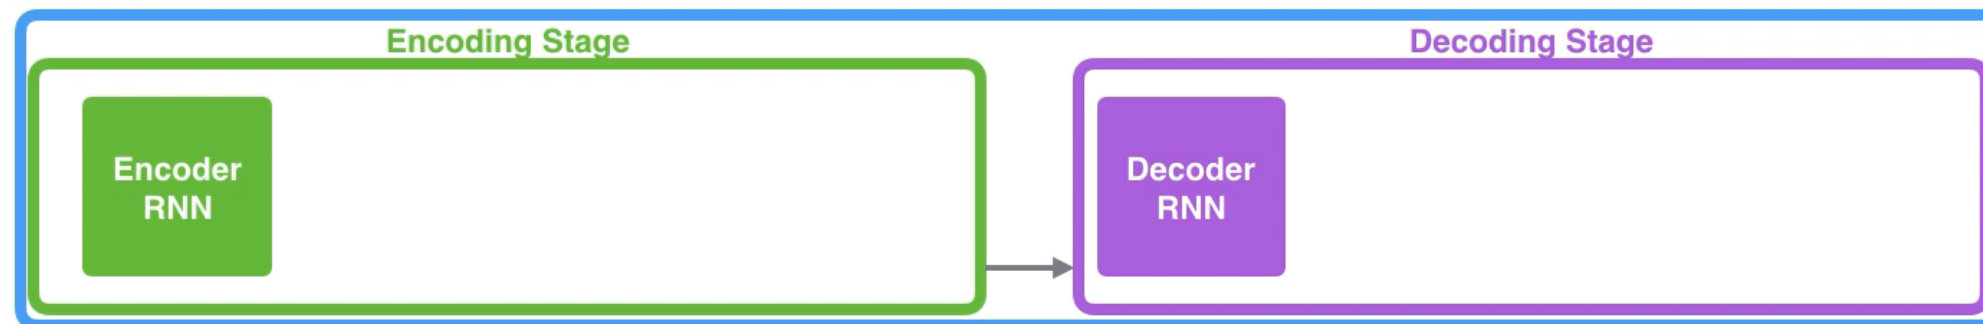 Encoding Stage
Decoding Stage
Encoder
RNN
Decoder
RNN